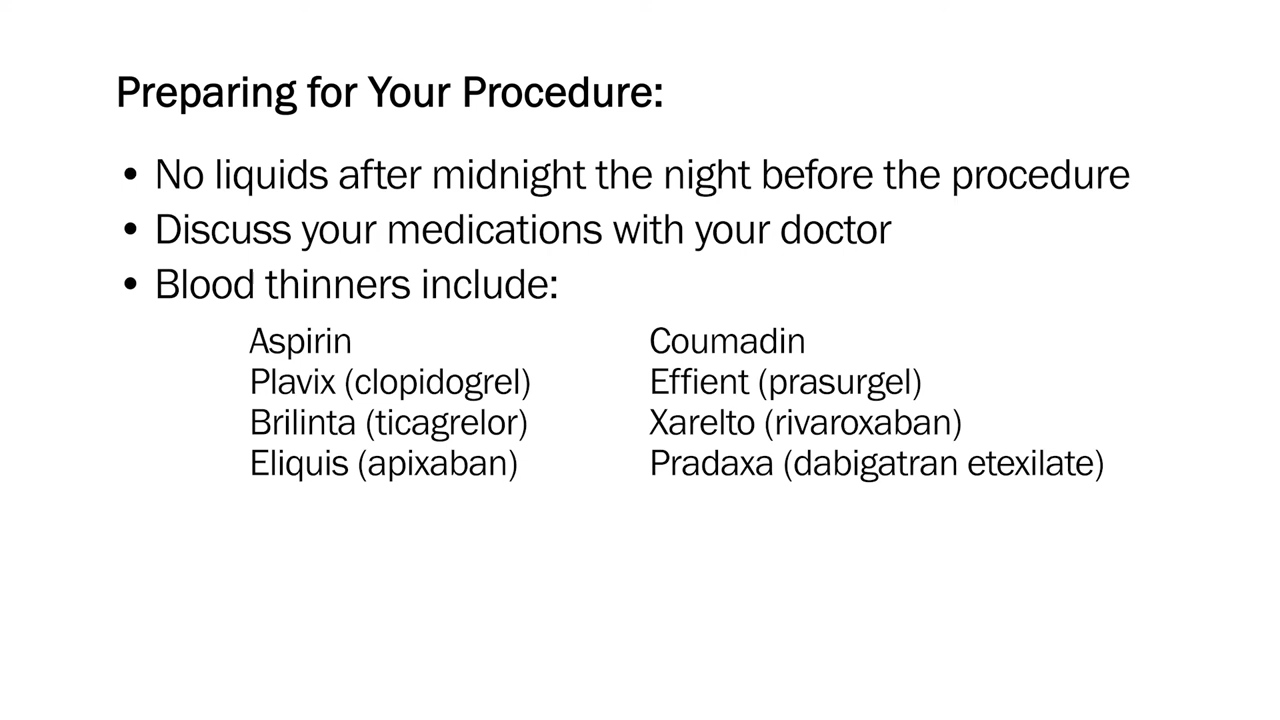 Preparing for Your Procedure:
• No liquids after midnight the night before the procedure
• Discuss your medications with your doctor
• Blood thinners include:
Aspirin Coumadin
Plavix (clopidogrel) Effient (prasurgel)
Brilinta (ticagrelor) Xarelto (rivaroxaban)
Eliquis (apixaban) Pradaxa (dabigatran etexilate)